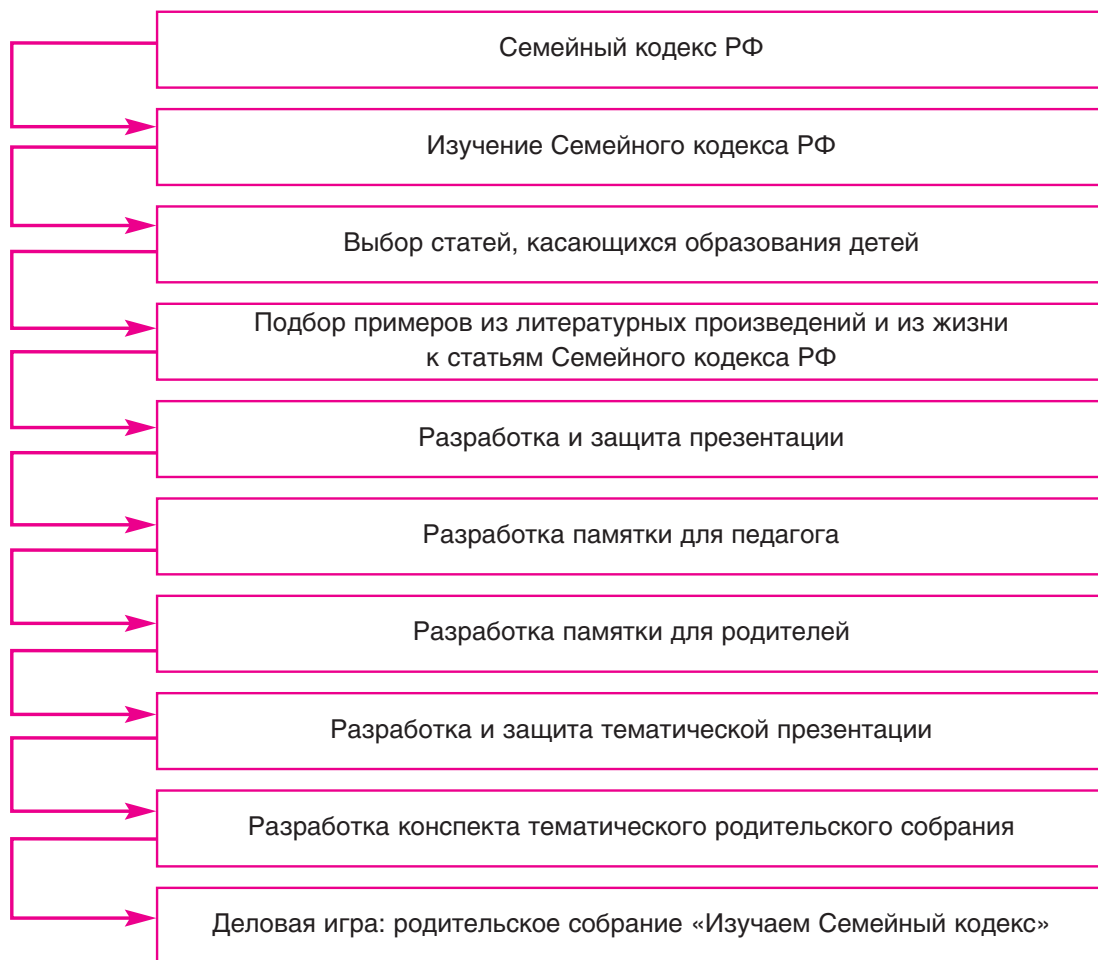 Семейный кодекс РФ
Изучение Семейного кодекса РФ
Выбор статей, касающихся образования детей
Подбор примеров из литературных произведений и из жизни
к статьям Семейного кодекса РФ
Разработка и защита презентации
Разработка памятки для педагога
Разработка памятки для родителей
Разработка и защита тематической презентации
Разработка конспекта тематического родительского собрания
Деловая игра: родительское собрание «Изучаем Семейный кодекс»